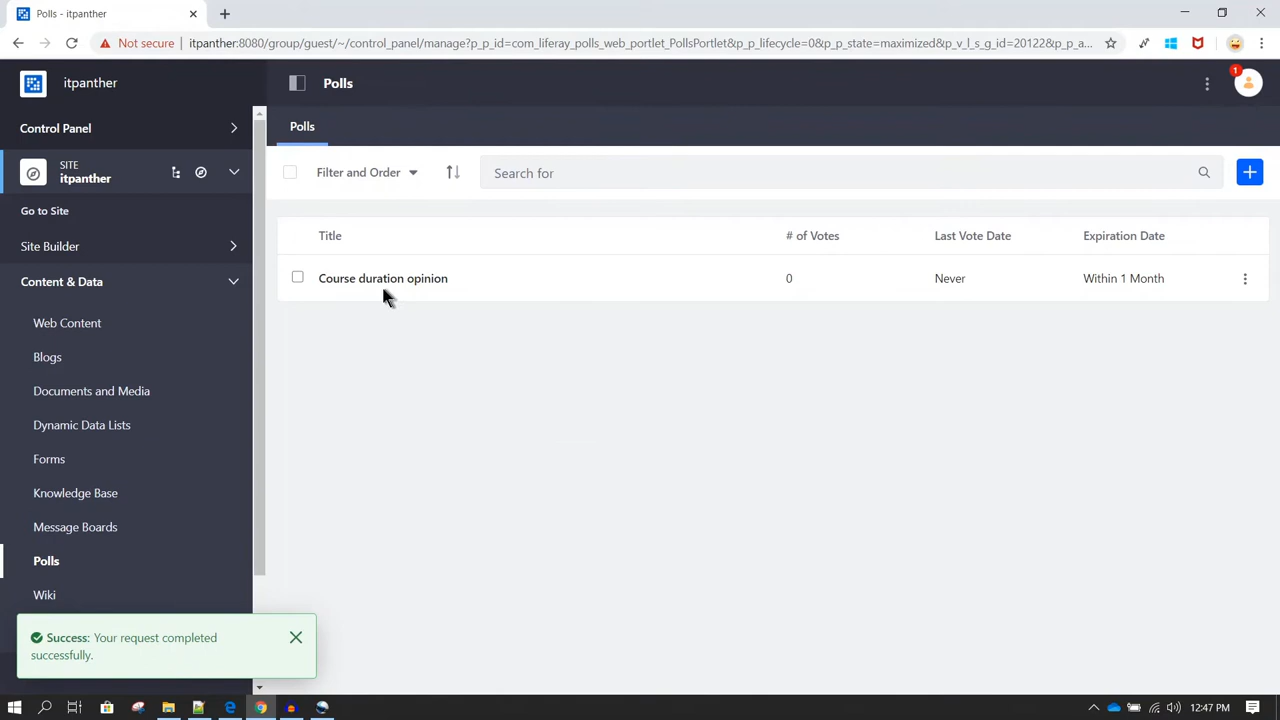 Polls - itpanther
Not secure
itpanther:8080/group/guest/~/control_panel/manage?p_p_id=com_liferay_polls_web_portlet_PollsPortlet&p_p_lifecycle=0&p_p_state=maximized&p_v_l_s_g_id=20122&p_p_a...
itpanther
Polls
1
Control Panel
Polls
SITE
itpanther
Filter and Order
Search for
Go to Site
Site Builder
Title
# of Votes
Last Vote Date
Expiration Date
Content & Data
Course duration opinion
0
Never
Within 1 Month
Web Content
Blogs
Documents and Media
Dynamic Data Lists
Forms
Knowledge Base
Message Boards
Polls
Wiki
Success: Your request completed
successfully.
12:47 PM